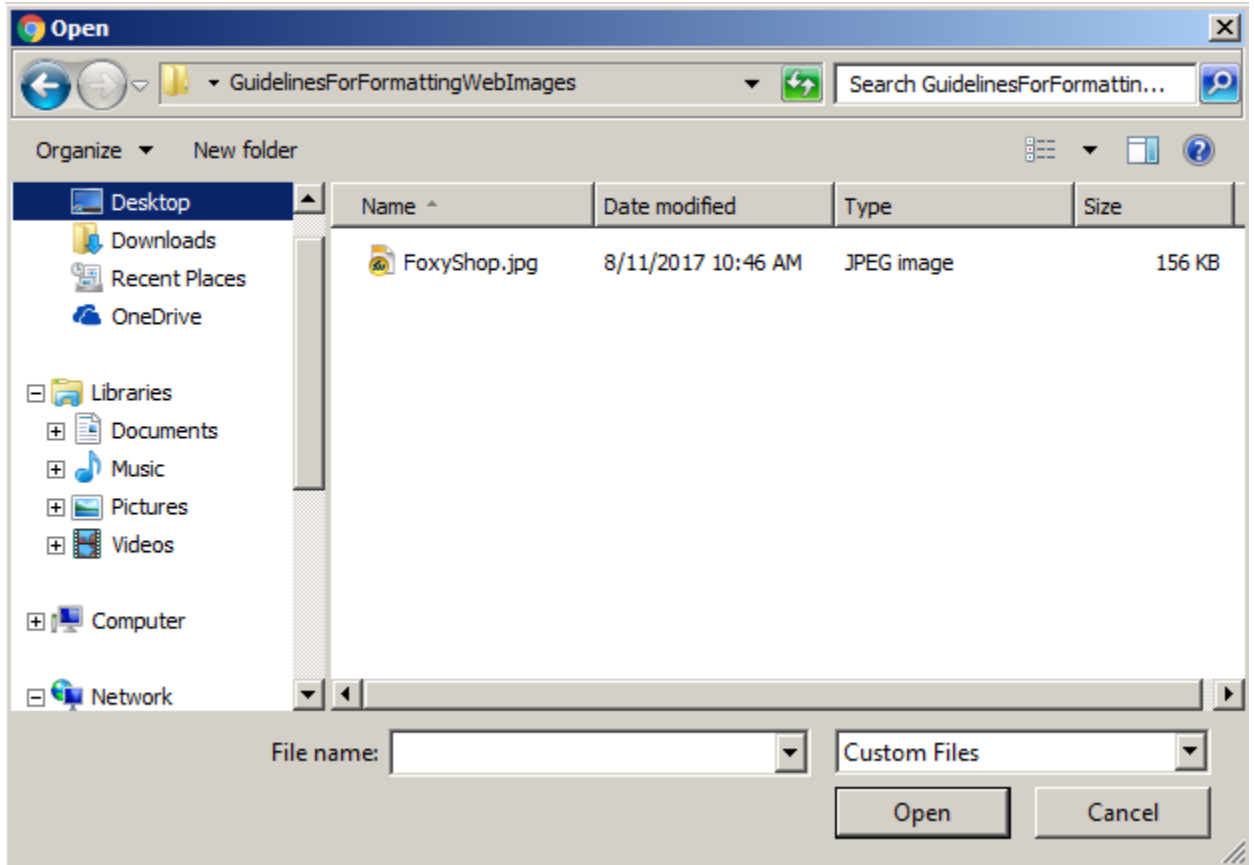 Open
GuidelinesForFormattingWebImages
Search GuidelinesForFormattin...
Organize
New folder
Desktop
Downloads
Recent Places
OneDrive
Libraries
Documents
Music
Pictures
Videos
Computer
Network
Name Date modified Type Size
FoxyShop.jpg 8/11/2017 10:46 AM JPEG image 156 KB
File name:
Custom Files
Open Cancel